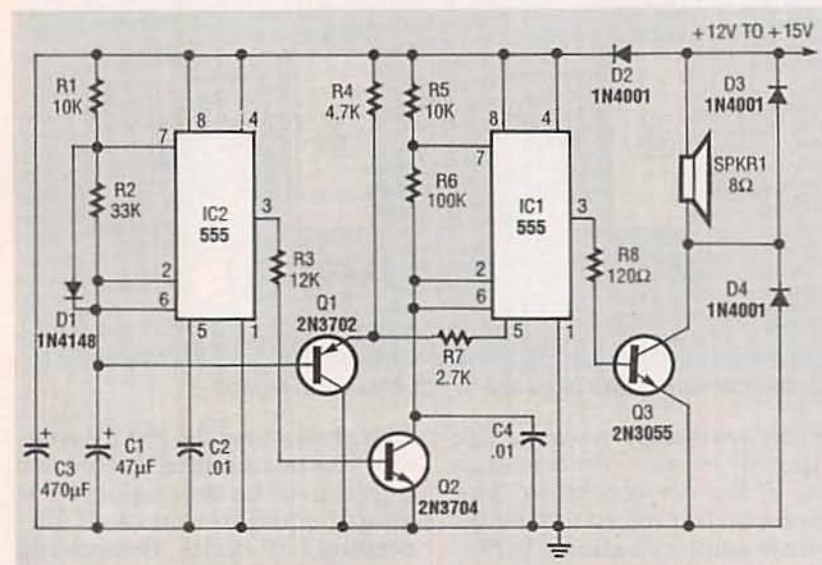 +12V TO +15V
R1
10K
R4
4.7K
R5
10K
D2
1N4001
D3
1N4001
7
8
4
7
8
4
R2
33K
IC2
555
3
R6
100K
IC1
555
3
SPKR1
8Ω
R3
12K
R8
120Ω
2
6
2
6
D4
1N4001
D1
1N4148
5
1
Q1
2N3702
5
1
R7
2.7K
Q3
2N3055
C3
470µF
C1
47µF
C2
.01
C4
.01
Q2
2N3704